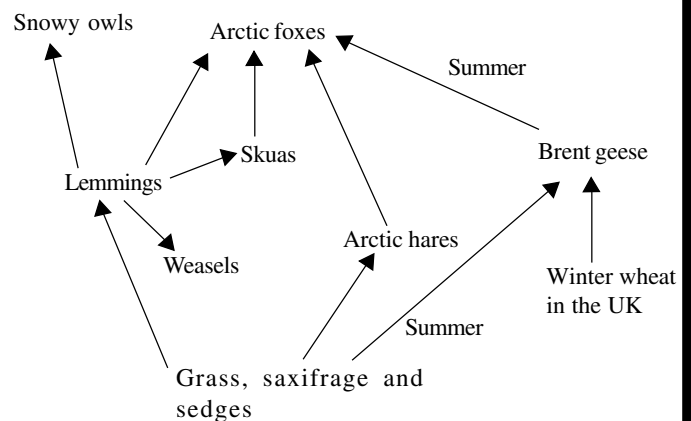 Snowy owls
Arctic foxes
Summer
Skuas
Brent geese
Lemmings
Arctic hares
Weasels
Winter wheat
in the UK
Summer
Grass, saxifrage and
sedges